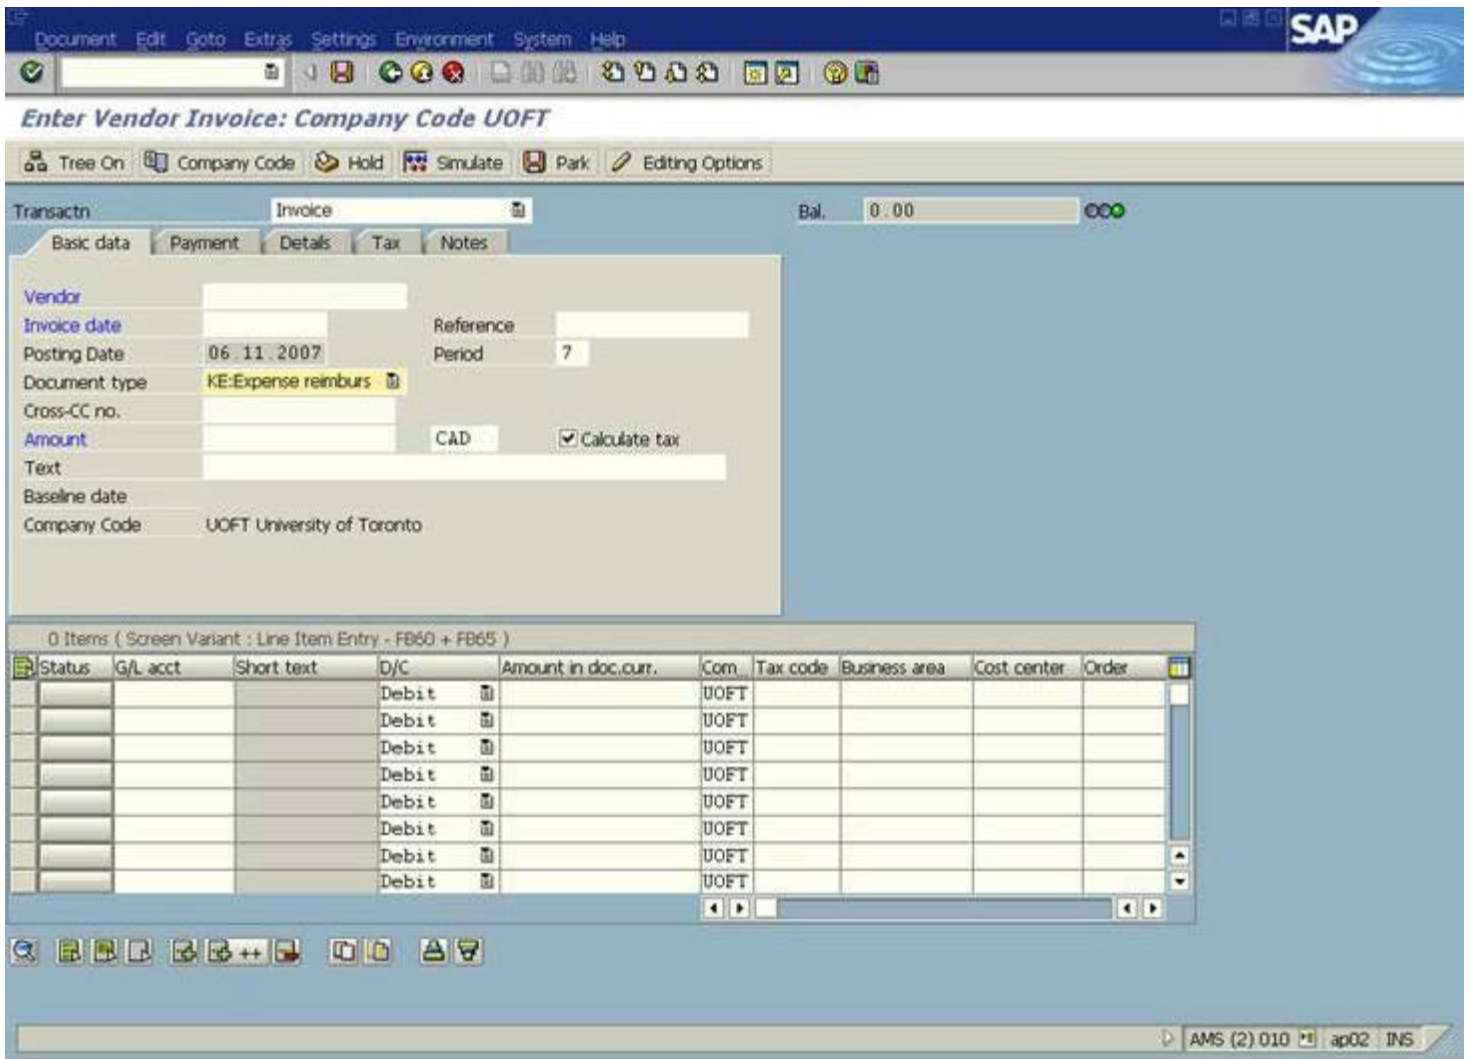 Document Edit Goto Extras Settings Environment System Help
SAP
Enter Vendor Invoice: Company Code UOFT
Tree On Company Code Hold Simulate Park Editing Options
Transactn Invoice Bal. 0.00
Basic data Payment Details Tax Notes
Vendor
Invoice date Reference
Posting Date 06.11.2007 Period 7
Document type KE:Expense reimburs
Cross-CC no.
Amount CAD Calculate tax
Text
Baseline date
Company Code UOFT University of Toronto
0 Items ( Screen Variant : Line Item Entry - FB60 + FB65 )
Status G/L acct Short text D/C Amount in doc.curr. Com... Tax code Business area Cost center Order
Debit UOFT
Debit UOFT
Debit UOFT
Debit UOFT
Debit UOFT
Debit UOFT
Debit UOFT
Debit UOFT
++
AMS (2) 010 ap02 INS